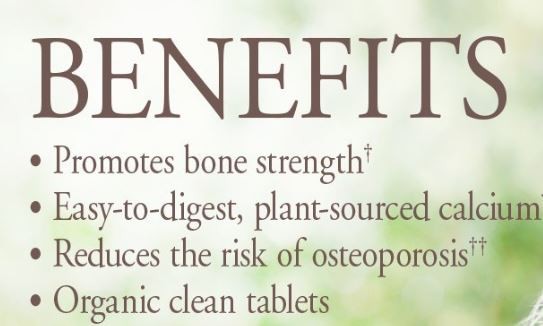 BENEFITS
• Promotes bone strength†
• Easy-to-digest, plant-sourced calcium
• Reduces the risk of osteoporosis††
• Organic clean tablets